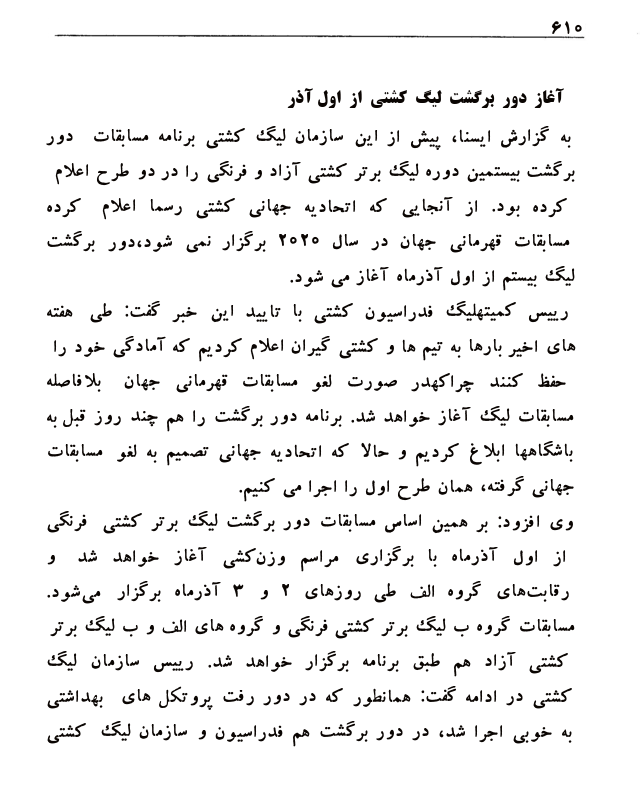 ۶۱۰
آغاز دور برگشت لیگ کشتی از اول آذر
به گزارش ایسنا، پیش از این سازمان لیگ کشتی برنامه مسابقات دور
برگشت بیستمین دوره لیگ برتر کشتی آزاد و فرنگی را در دو طرح اعلام
کرده بود. از آنجایی که اتحادیه جهانی کشتی رسما اعلام کرده
مسابقات قهرمانی جهان در سال ۲۰۲۰ برگزار نمی شود،دور برگشت
لیگ بیستم از اول آذرماه آغاز می شود.
رییس کمیتهلیگ فدراسیون کشتی با تایید این خبر گفت: طی هفته
های اخیر بارها به تیم ها و کشتی گیران اعلام کردیم که آمادگی خود را
حفظ کنند چراکهدر صورت لغو مسابقات قهرمانی جهان بلافاصله
مسابقات لیگ آغاز خواهد شد. برنامه دور برگشت را هم چند روز قبل به
باشگاهها ابلاغ کردیم و حالا که اتحادیه جهانی تصمیم به لغو مسابقات
جهانی گرفته، همان طرح اول را اجرا می کنیم.
وی افزود: بر همین اساس مسابقات دور برگشت لیگ برتر کشتی فرنگی
از اول آذرماه با برگزاری مراسم وزن‌کشی آغاز خواهد شد و
رقابت‌های گروه الف طی روزهای ۲ و ۳ آذرماه برگزار می‌شود.
مسابقات گروه ب لیگ برتر کشتی فرنگی و گروه های الف و ب لیگ برتر
کشتی آزاد هم طبق برنامه برگزار خواهد شد. رییس سازمان لیگ
کشتی در ادامه گفت: همانطور که در دور رفت پروتکل های بهداشتی
به خوبی اجرا شد، در دور برگشت هم فدراسیون و سازمان لیگ کشتی